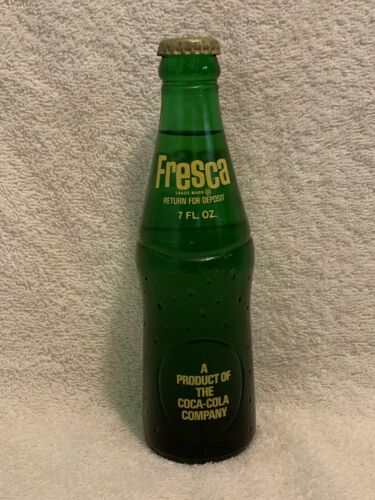 Fresca
TRADE-MARK ®
RETURN FOR DEPOSIT
7 FL. OZ.
A
PRODUCT OF
THE
COCA-COLA
COMPANY